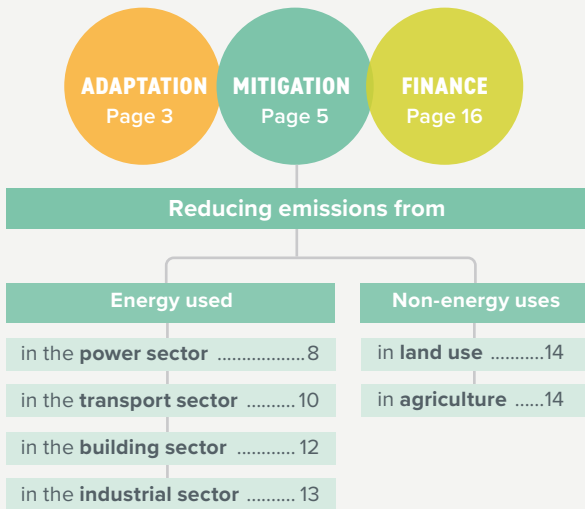 ADAPTATION
Page 3
MITIGATION
Page 5
FINANCE
Page 16
Reducing emissions from
Energy used
in the power sector ..................8
in the transport sector ..........10
in the building sector ............12
in the industrial sector ..........13
Non-energy uses
in land use ...........14
in agriculture ......14